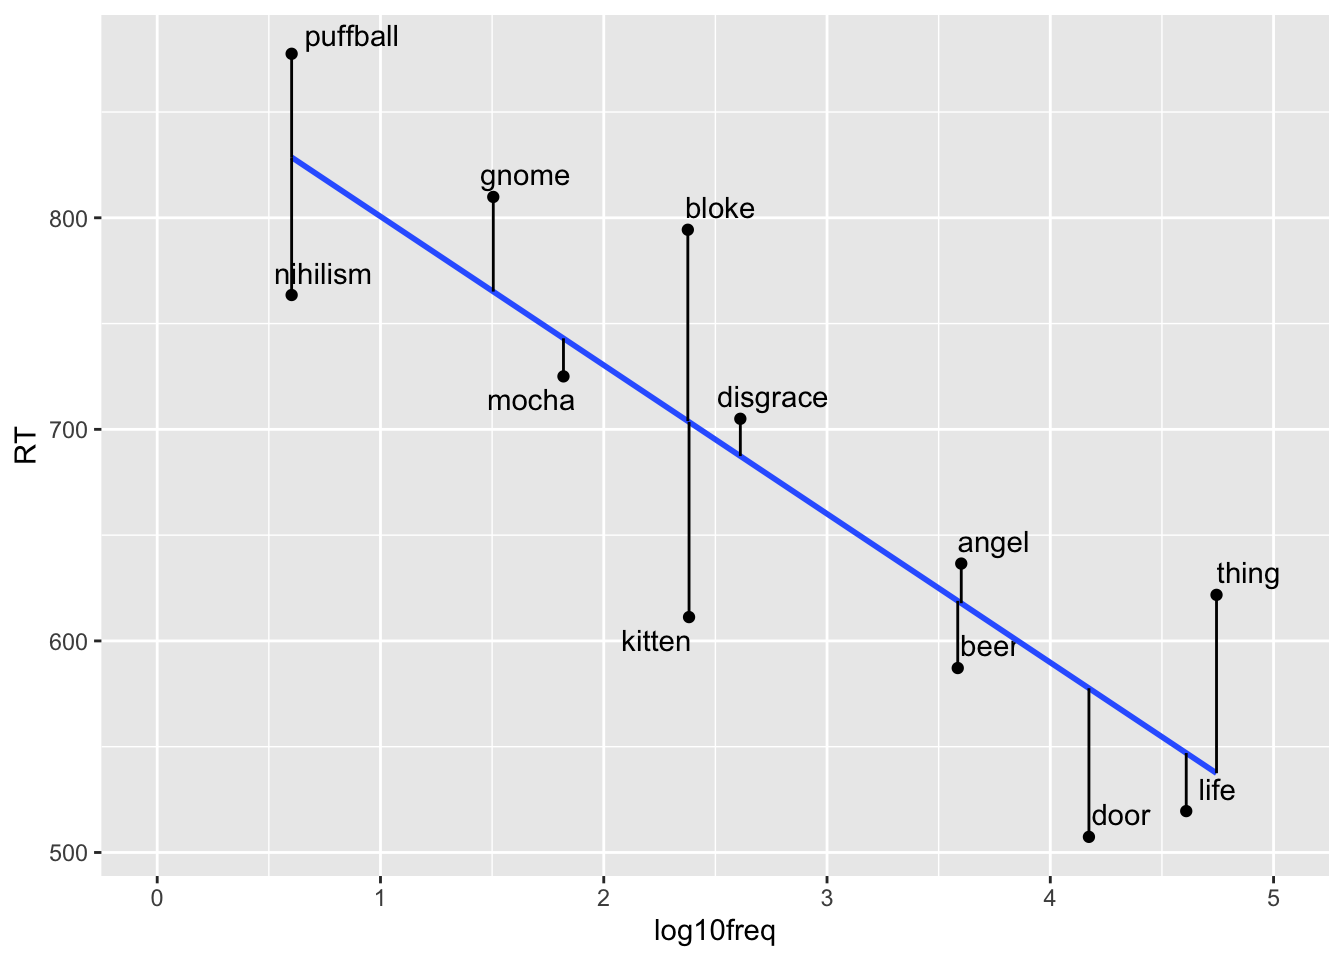 puffball
gnome
bloke
800
nihilism
mocha
disgrace
700
RT
angel
thing
kitten
600
beer
life
door
500
0 1 2 3 4 5
log10freq